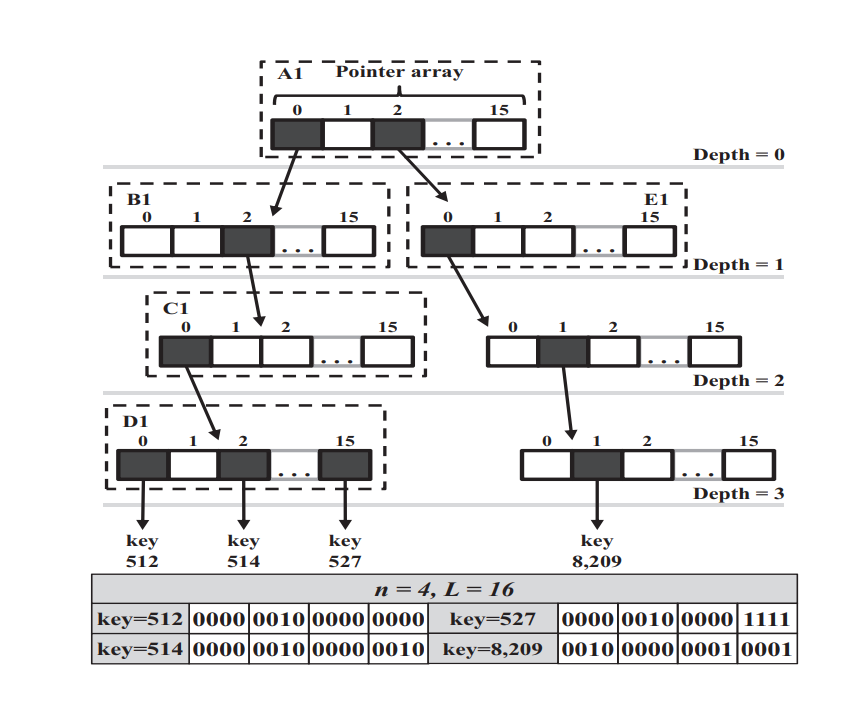 A1 Pointer array
0 1 2 15
...
Depth = 0
B1 E1
0 1 2 15 0 1 2 15
... ...
Depth = 1
C1
0 1 2 15 0 1 2 15
... ...
Depth = 2
D1
0 1 2 15 0 1 2 15
... ...
Depth = 3
key key key key
512 514 527 8,209
n = 4, L = 16
key=512 0000 0010 0000 0000 key=527 0000 0010 0000 1111
key=514 0000 0010 0000 0010 key=8,209 0010 0000 0001 0001